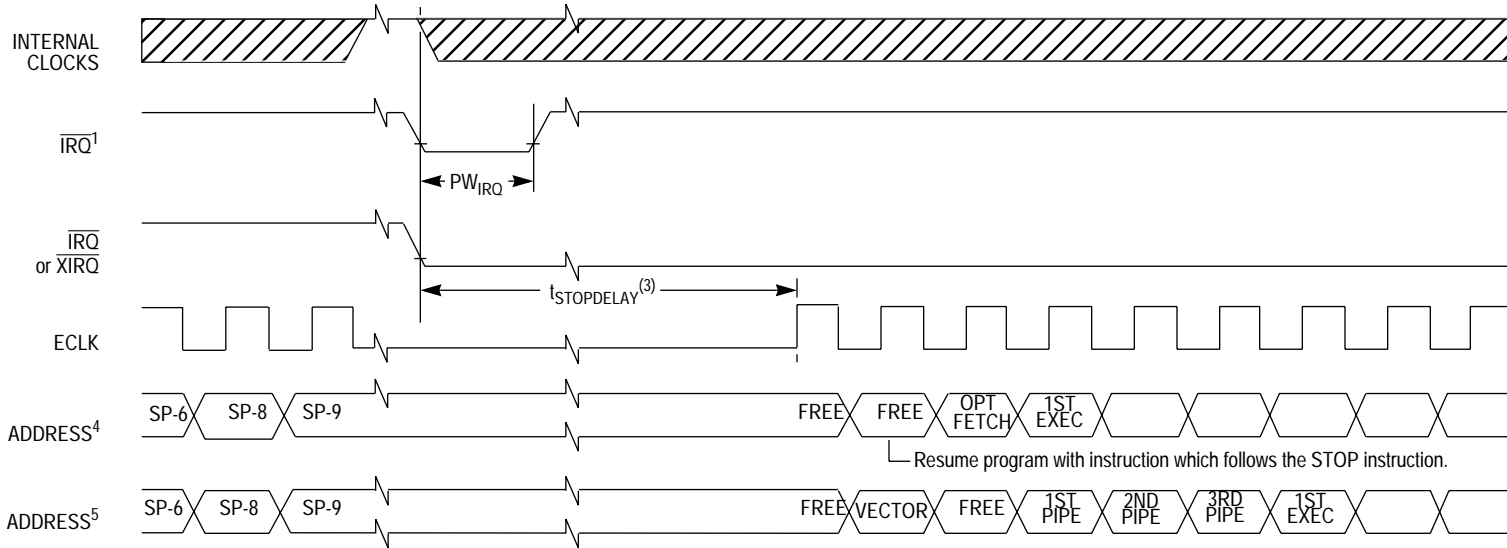 INTERNAL
CLOCKS
IRQ1
PWIRQ
IRQ
or XIRQ
tSTOPDELAY(3)
ECLK
ADDRESS4
SP-6 SP-8 SP-9 FREE FREE OPT FETCH 1ST EXEC
Resume program with instruction which follows the STOP instruction.
ADDRESS5
SP-6 SP-8 SP-9 FREE VECTOR FREE 1ST PIPE 2ND PIPE 3RD PIPE 1ST EXEC